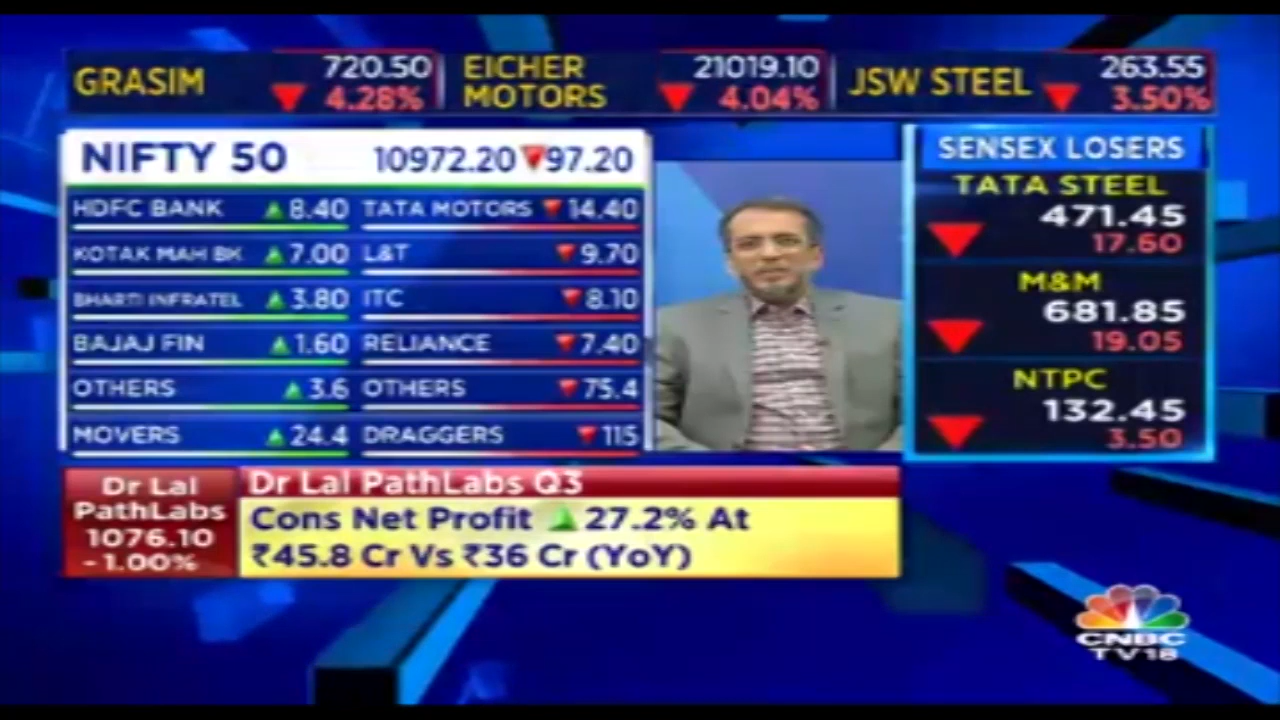 GRASIM 720.50 ▼ 4.28%
EICHER MOTORS 21019.10 ▼ 4.04%
JSW STEEL 263.55 ▼ 3.50%
NIFTY 50 10972.20 ▼97.20
HDFC BANK ▲8.40 TATA MOTORS ▼14.40
KOTAK MAH BK ▲7.00 L&T ▼9.70
BHARTI INFRATEL ▲3.80 ITC ▼8.10
BAJAJ FIN ▲1.60 RELIANCE ▼7.40
OTHERS ▲3.6 OTHERS ▼75.4
MOVERS ▲24.4 DRAGGERS ▼115
SENSEX LOSERS
TATA STEEL
471.45
▼ 17.60
M&M
681.85
▼ 19.05
NTPC
132.45
▼ 3.50
Dr Lal
PathLabs
1076.10
-1.00%
Dr Lal PathLabs Q3
Cons Net Profit ▲27.2% At
₹45.8 Cr Vs ₹36 Cr (YoY)
CNBC
TV18